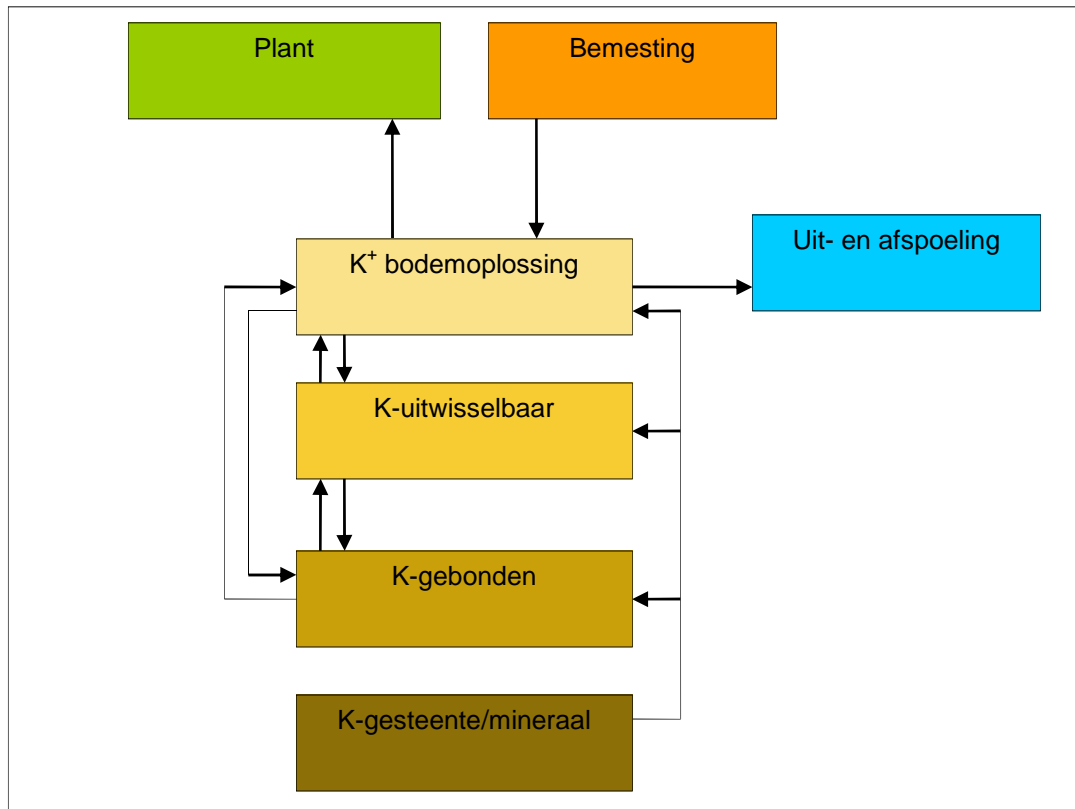 Plant
Bemesting
Uit- en afspoeling
K⁺ bodemoplossing
K-uitwisselbaar
K-gebonden
K-gesteente/mineraal